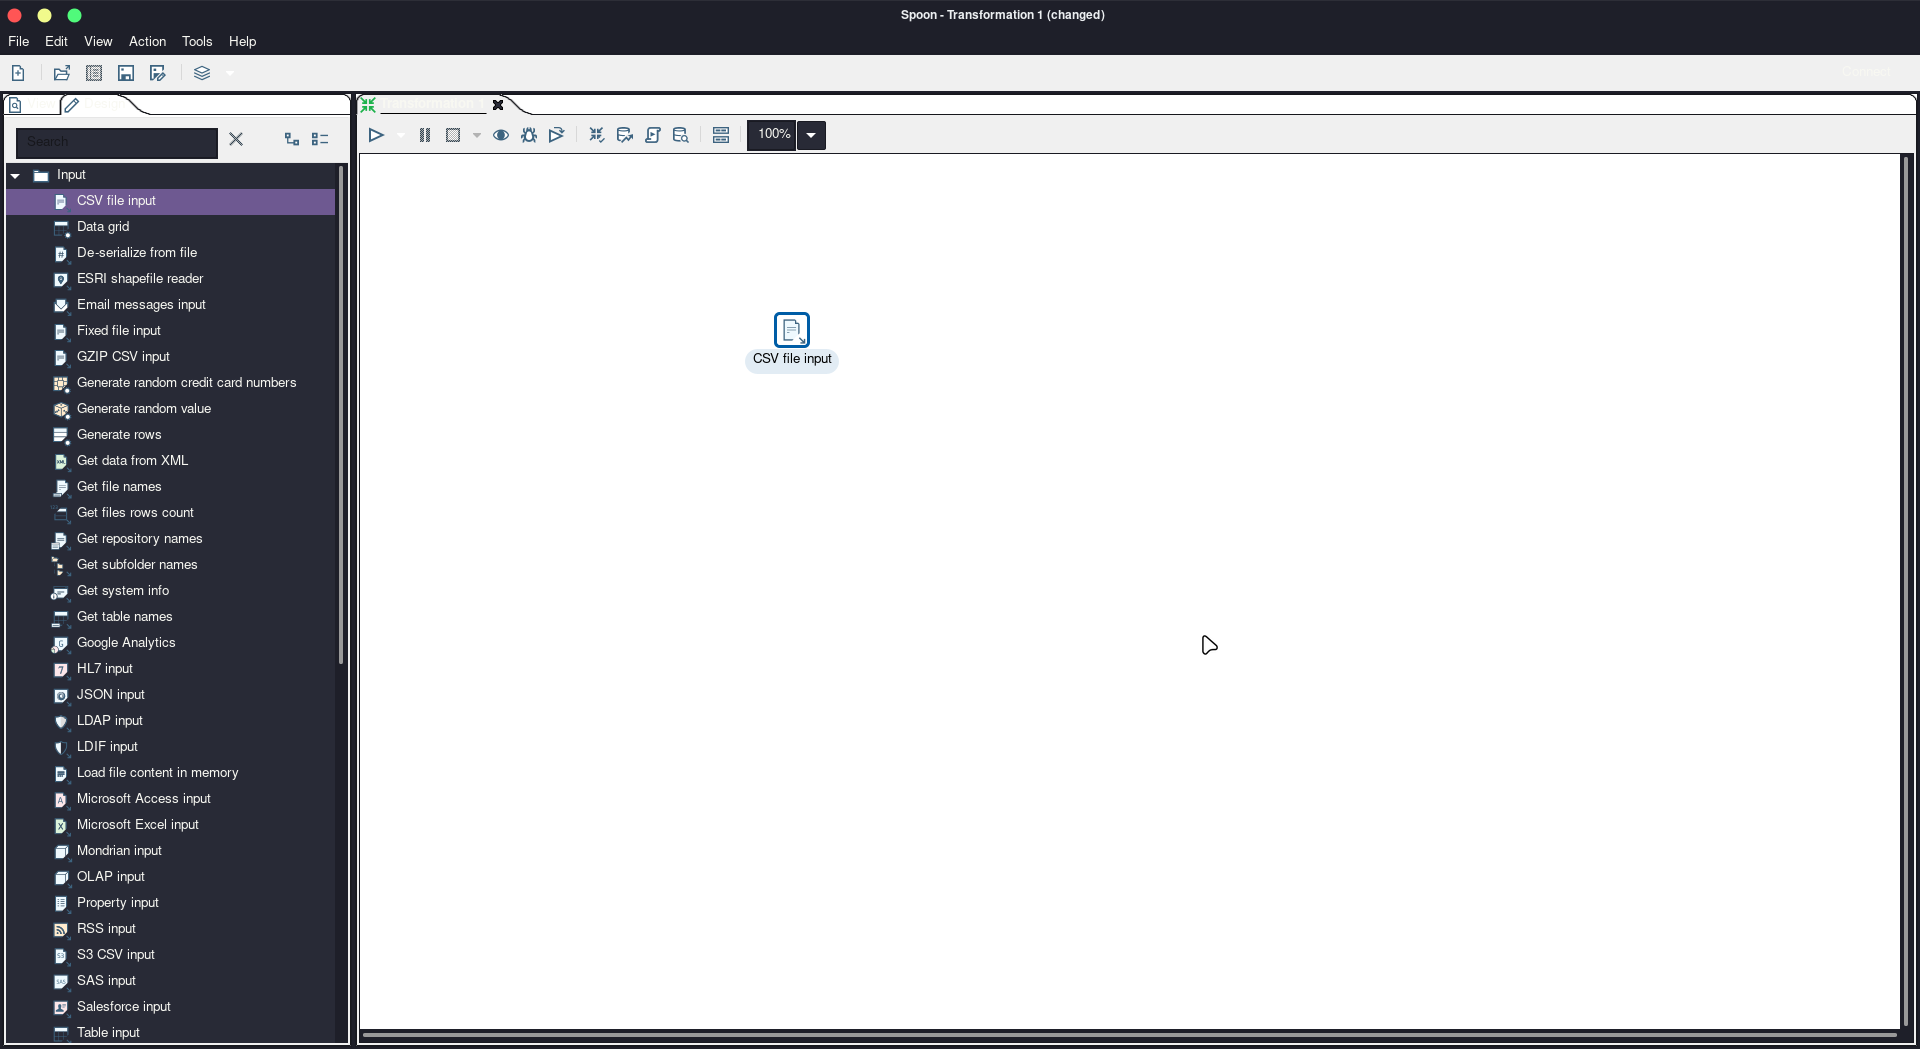 Spoon - Transformation 1 (changed)
File Edit View Action Tools Help
Connect
Design
Transformation 1
Search
100%
Input
CSV file input
Data grid
De-serialize from file
ESRI shapefile reader
Email messages input
Fixed file input
GZIP CSV input
Generate random credit card numbers
Generate random value
Generate rows
Get data from XML
Get file names
Get files rows count
Get repository names
Get subfolder names
Get system info
Get table names
Google Analytics
HL7 input
JSON input
LDAP input
LDIF input
Load file content in memory
Microsoft Access input
Microsoft Excel input
Mondrian input
OLAP input
Property input
RSS input
S3 CSV input
SAS input
Salesforce input
Table input
CSV file input